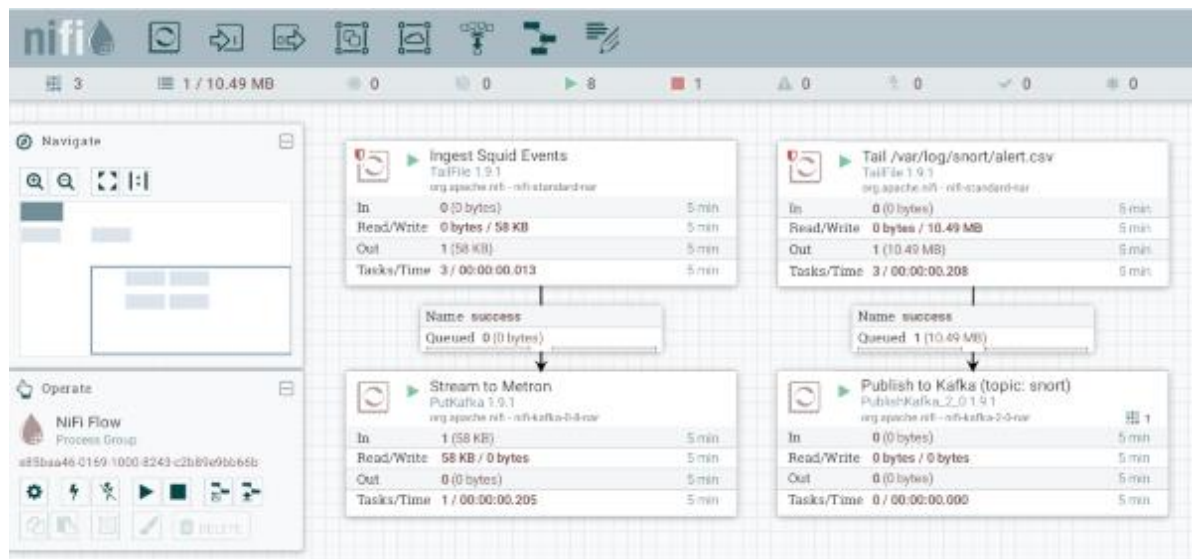 nifi
3
1 / 10.49 MB
0
0
8
1
0
0
0
0
Navigate
Operate
NiFi Flow
Process Group
DELETE
Ingest Squid Events
TailFile 1.9.1
org.apache.nifi - nifi-standard-nar
In 0 (0 bytes) 5 min
Read/Write 0 bytes / 58 KB 5 min
Out 1 (58 KB) 5 min
Tasks/Time 3 / 00:00:00.013 5 min
Name success
Queued 0 (0 bytes)
Stream to Metron
PutKafka 1.9.1
org.apache.nifi - nifi-kafka-0-8-nar
In 1 (58 KB) 5 min
Read/Write 58 KB / 0 bytes 5 min
Out 0 (0 bytes) 5 min
Tasks/Time 1 / 00:00:00.205 5 min
Tail /var/log/snort/alert.csv
TailFile 1.9.1
org.apache.nifi - nifi-standard-nar
In 0 (0 bytes) 5 min
Read/Write 0 bytes / 10.49 MB 5 min
Out 1 (10.49 MB) 5 min
Tasks/Time 3 / 00:00:00.208 5 min
Name success
Queued 1 (10.49 MB)
Publish to Kafka (topic: snort)
PublishKafka_2_0 1.9.1
org.apache.nifi - nifi-kafka-2-0-nar
1
In 0 (0 bytes) 5 min
Read/Write 0 bytes / 0 bytes 5 min
Out 0 (0 bytes) 5 min
Tasks/Time 0 / 00:00:00.000 5 min